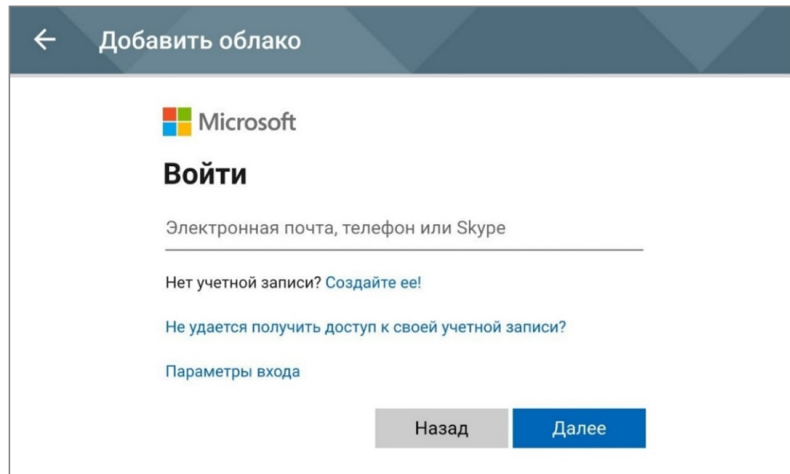 Добавить облако
Microsoft
Войти
Электронная почта, телефон или Skype
Нет учетной записи? Создайте ее!
Не удается получить доступ к своей учетной записи?
Параметры входа
Назад Далее